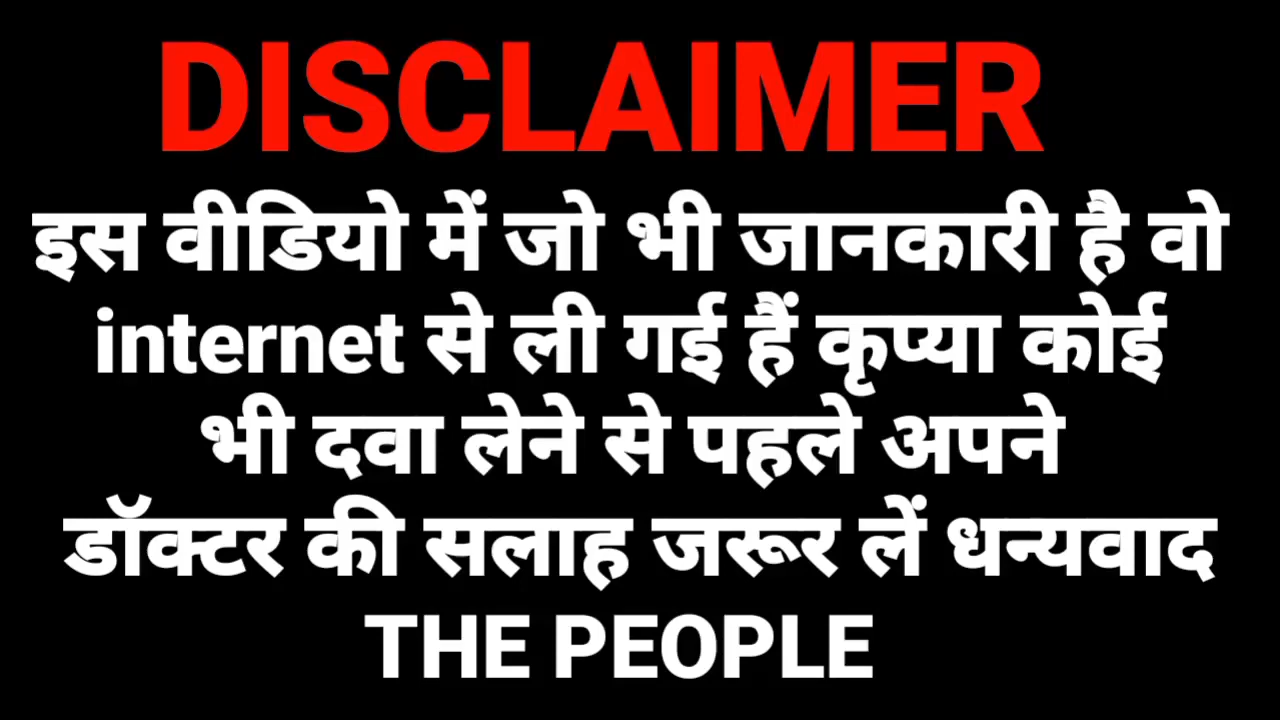 DISCLAIMER
इस वीडियो में जो भी जानकारी है वो
internet से ली गई हैं कृप्या कोई
भी दवा लेने से पहले अपने
डॉक्टर की सलाह जरूर लें धन्यवाद
THE PEOPLE